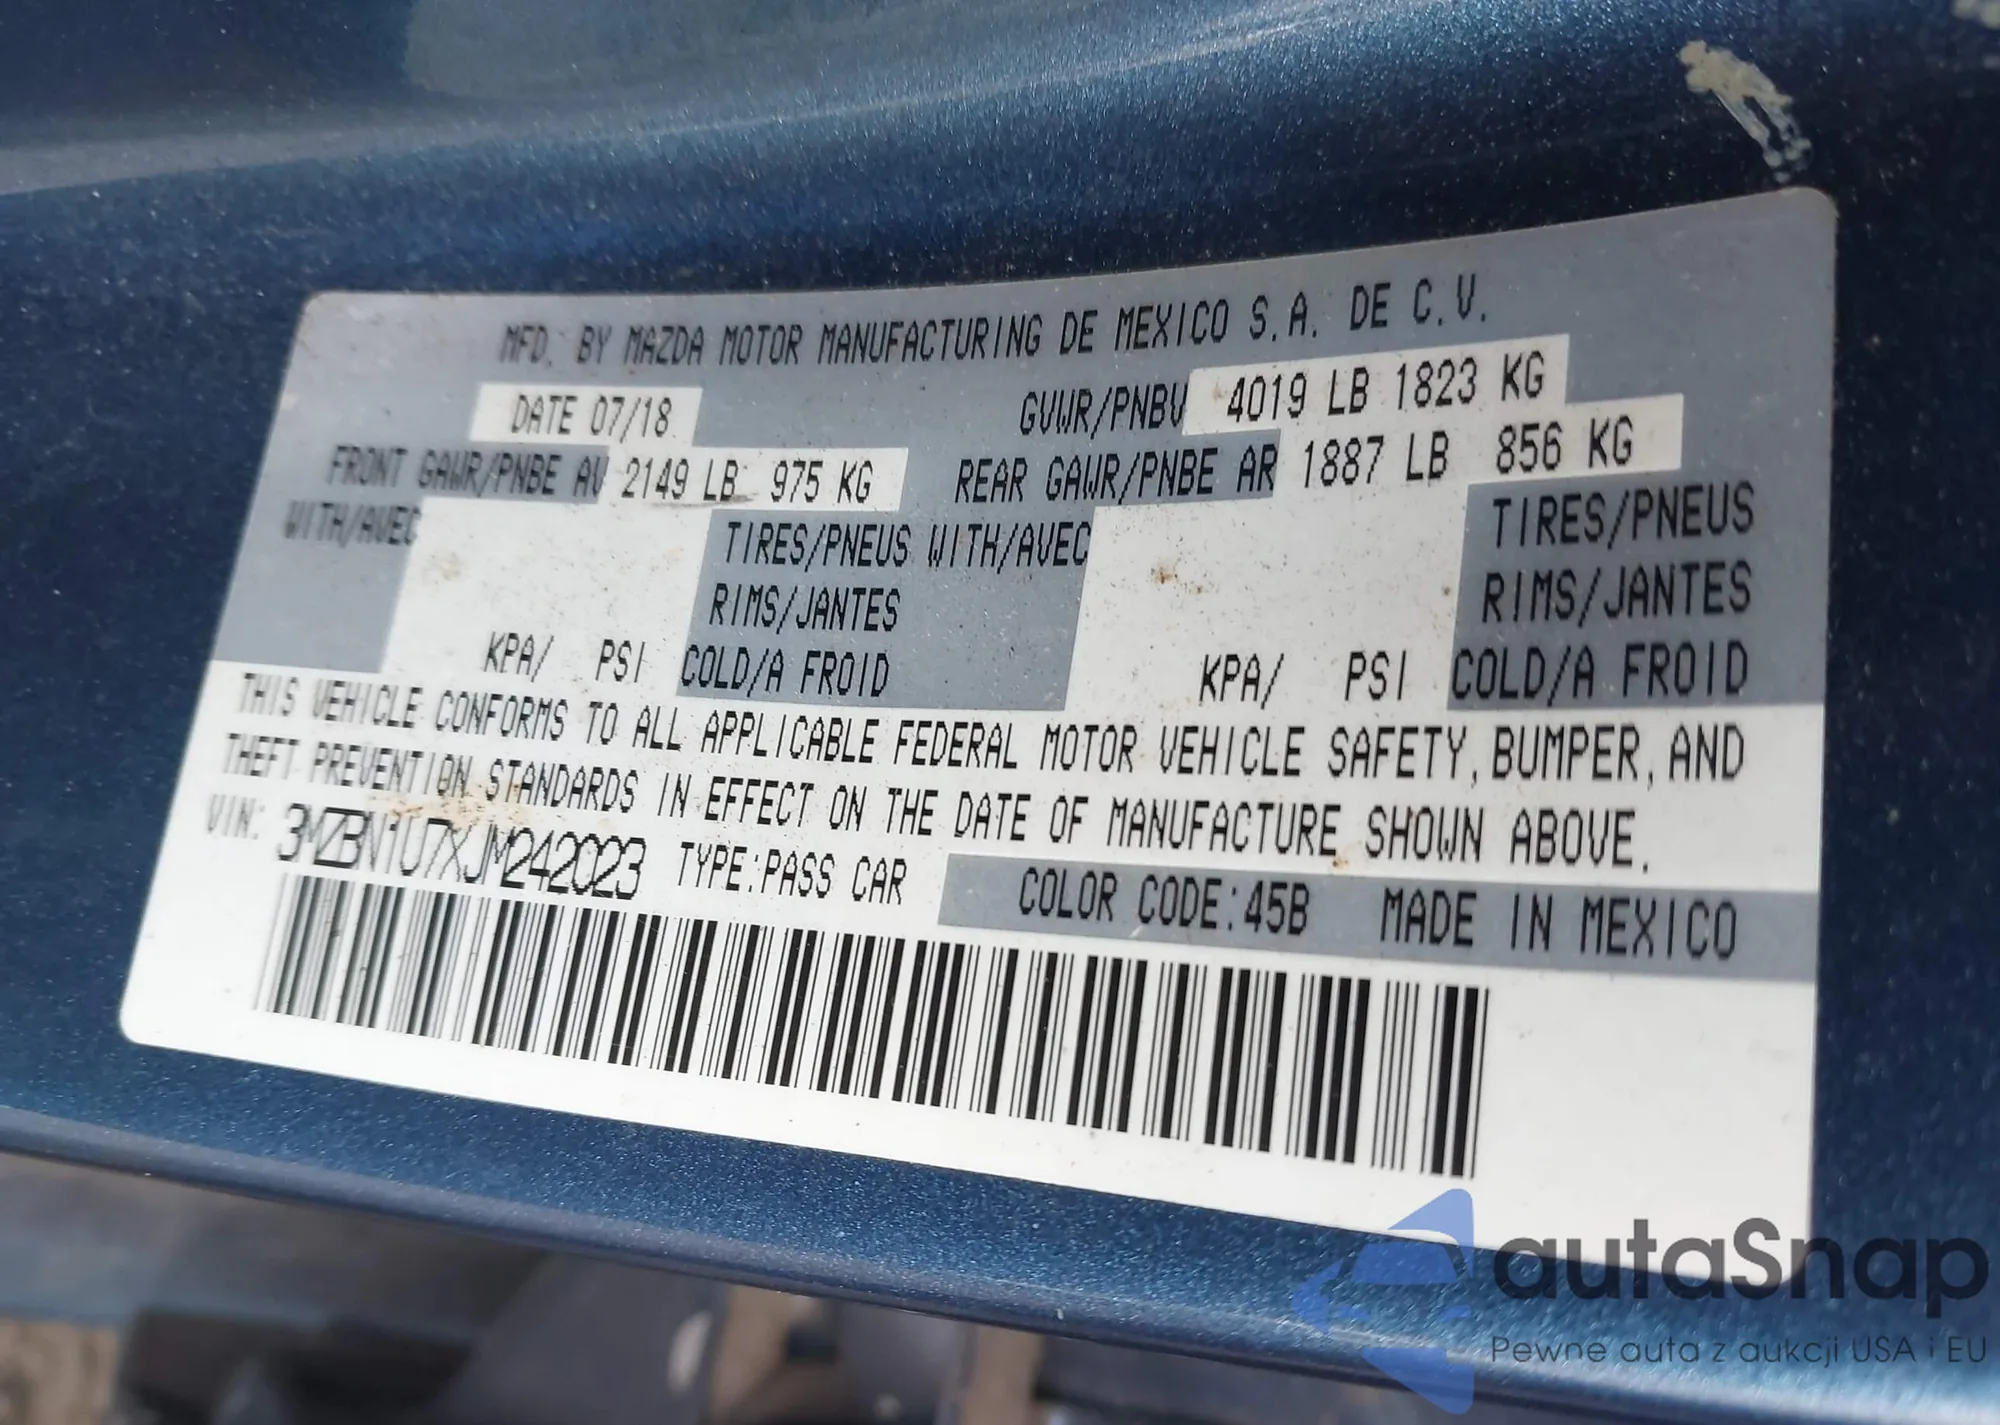 MFD. BY MAZDA MOTOR MANUFACTURING DE MEXICO S.A. DE C.V.
DATE 07/18 GVWR/PNBV 4019 LB 1823 KG
FRONT GAWR/PNBE AV 2149 LB 975 KG REAR GAWR/PNBE AR 1887 LB 856 KG
WITH/AVEC TIRES/PNEUS WITH/AVEC TIRES/PNEUS
RIMS/JANTES RIMS/JANTES
KPA/ PSI COLD/A FROID KPA/ PSI COLD/A FROID
THIS VEHICLE CONFORMS TO ALL APPLICABLE FEDERAL MOTOR VEHICLE SAFETY, BUMPER, AND
THEFT PREVENTION STANDARDS IN EFFECT ON THE DATE OF MANUFACTURE SHOWN ABOVE.
VIN: 3MZBN1U7XJM242023 TYPE:PASS CAR COLOR CODE:45B MADE IN MEXICO
autaSnap
Pewne auta z aukcji USA i EU